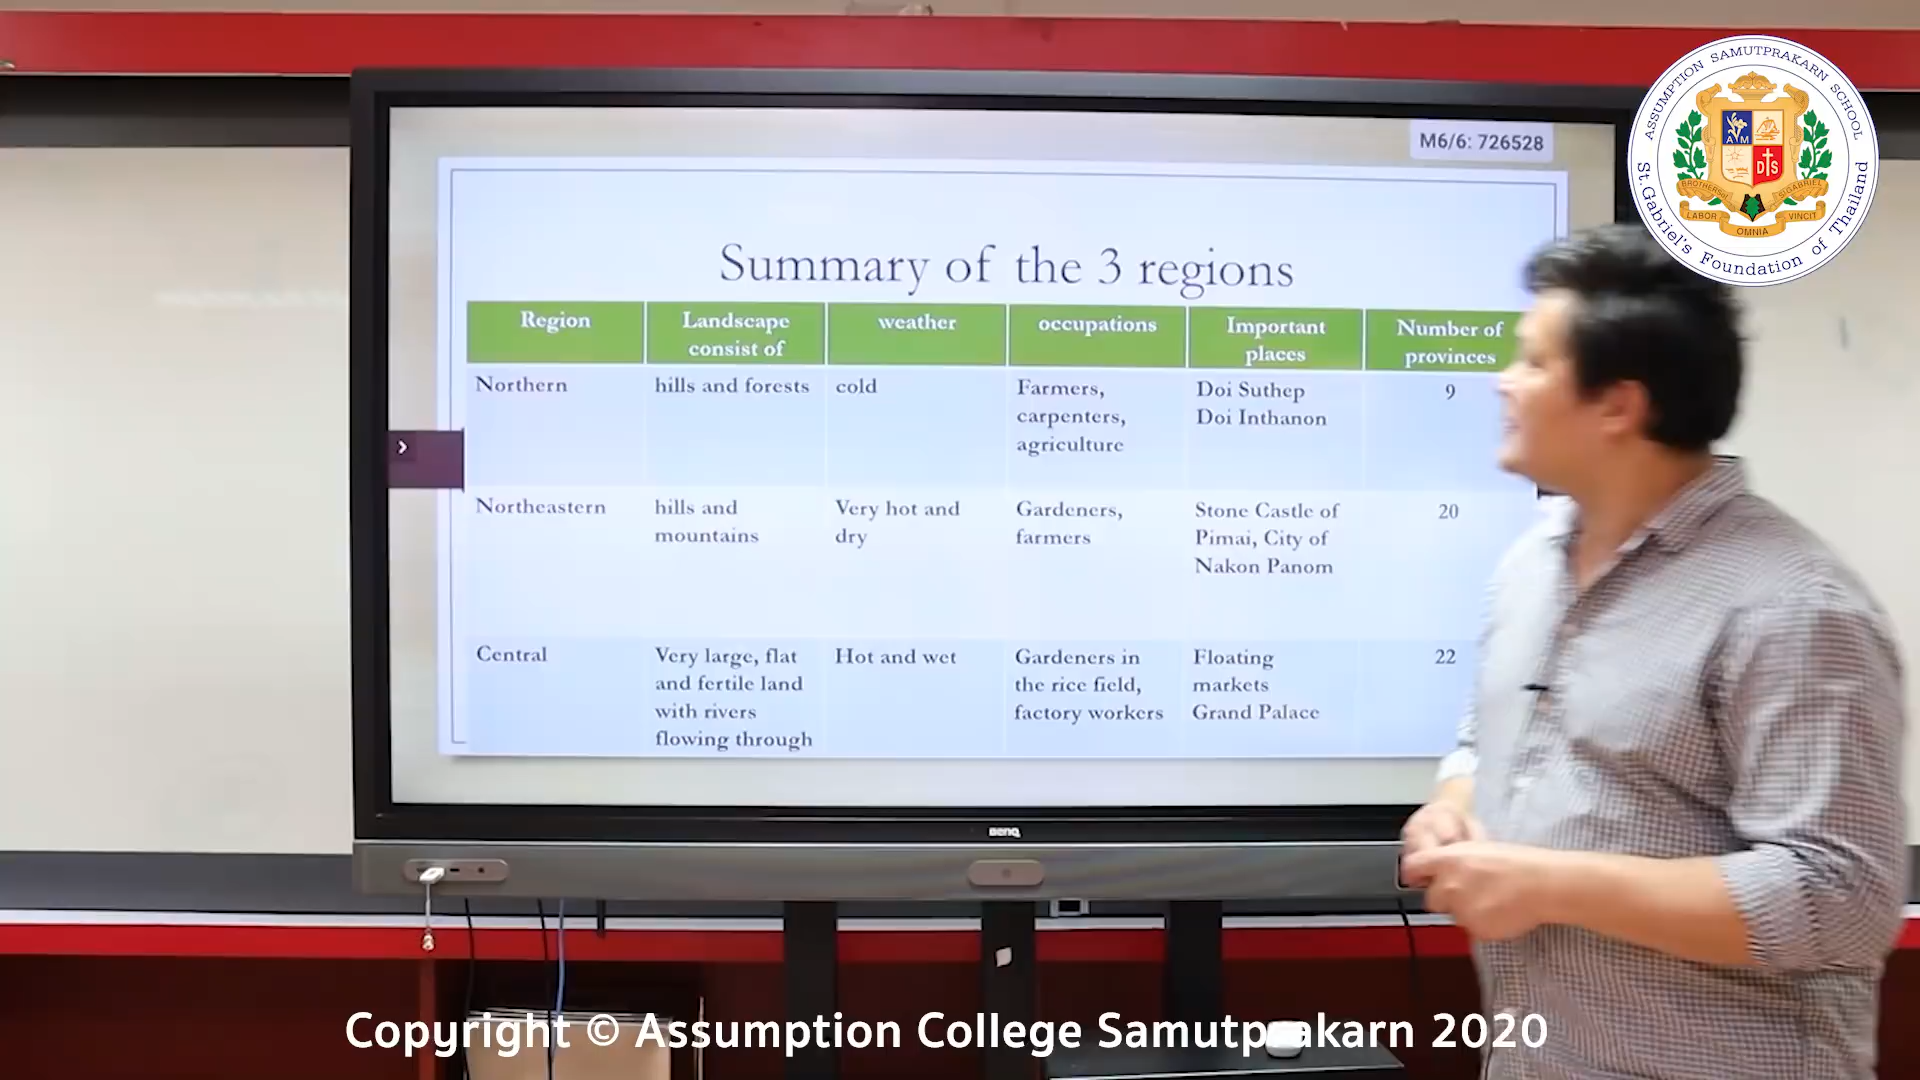 M6/6: 726528
ASSUMPTION SAMUTPRAKARN SCHOOL
St.Gabriel's Foundation of Thailand
A M
D S
LABOR
VINCIT
OMNIA
Summary of the 3 regions
Region
Landscape
consist of
weather
occupations
Important
places
Number of
provinces
Northern
hills and forests
cold
Farmers,
carpenters,
agriculture
Doi Suthep
Doi Inthanon
9
Northeastern
hills and
mountains
Very hot and
dry
Gardeners,
farmers
Stone Castle of
Pimai, City of
Nakon Panom
20
Central
Very large, flat
and fertile land
with rivers
flowing through
Hot and wet
Gardeners in
the rice field,
factory workers
Floating
markets
Grand Palace
22
BenQ
Copyright © Assumption College Samutprakarn 2020